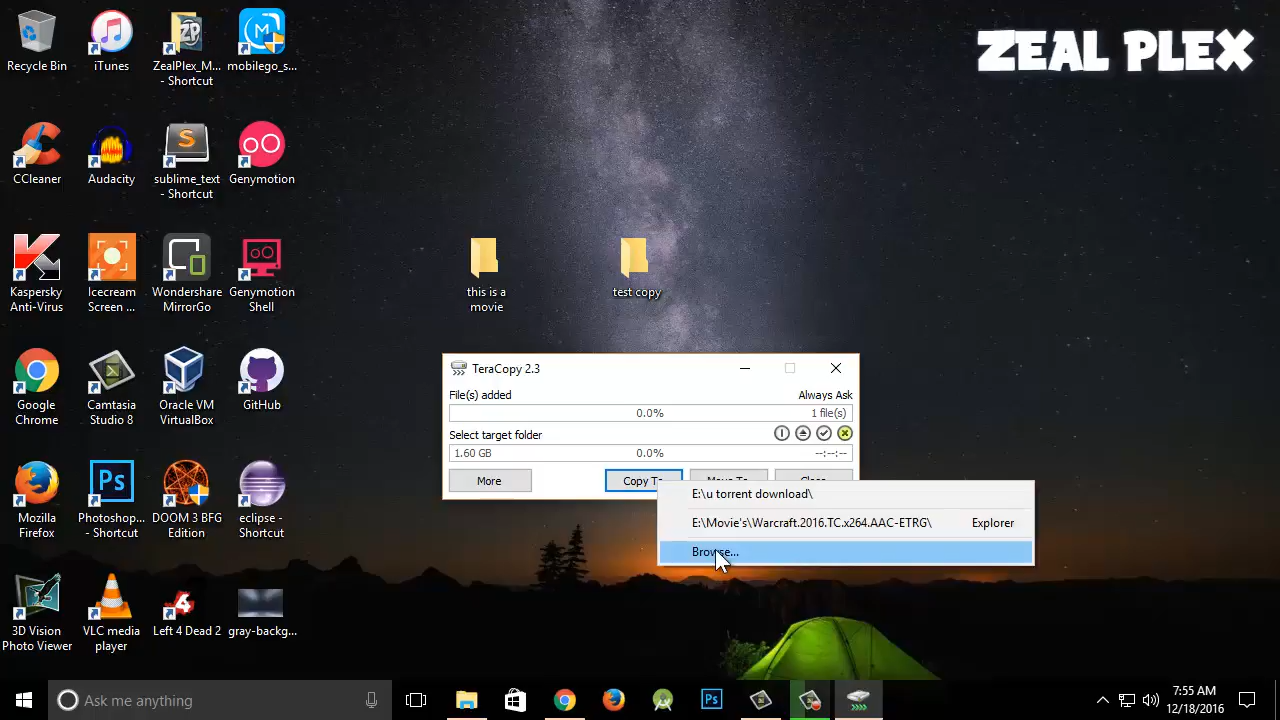 ZEAL PLEX
Recycle Bin
iTunes
ZealPlex_M...
- Shortcut
mobilego_s...
CCleaner
Audacity
sublime_text
- Shortcut
Genymotion
Kaspersky
Anti-Virus
Icecream
Screen ...
Wondershare
MirrorGo
Genymotion
Shell
Google
Chrome
Camtasia
Studio 8
Oracle VM
VirtualBox
GitHub
Mozilla
Firefox
Photoshop...
- Shortcut
DOOM 3 BFG
Edition
eclipse -
Shortcut
3D Vision
Photo Viewer
VLC media
player
Left 4 Dead 2
gray-backg...
this is a
movie
test copy
TeraCopy 2.3
File(s) added
Always Ask
0.0%
1 file(s)
Select target folder
1.60 GB
0.0%
--:--:--
More
Copy To
Move To
Close
E:\u torrent download\
E:\Movie's\Warcraft.2016.TC.x264.AAC-ETRG\
Explorer
Browse...
Ask me anything
7:55 AM
12/18/2016